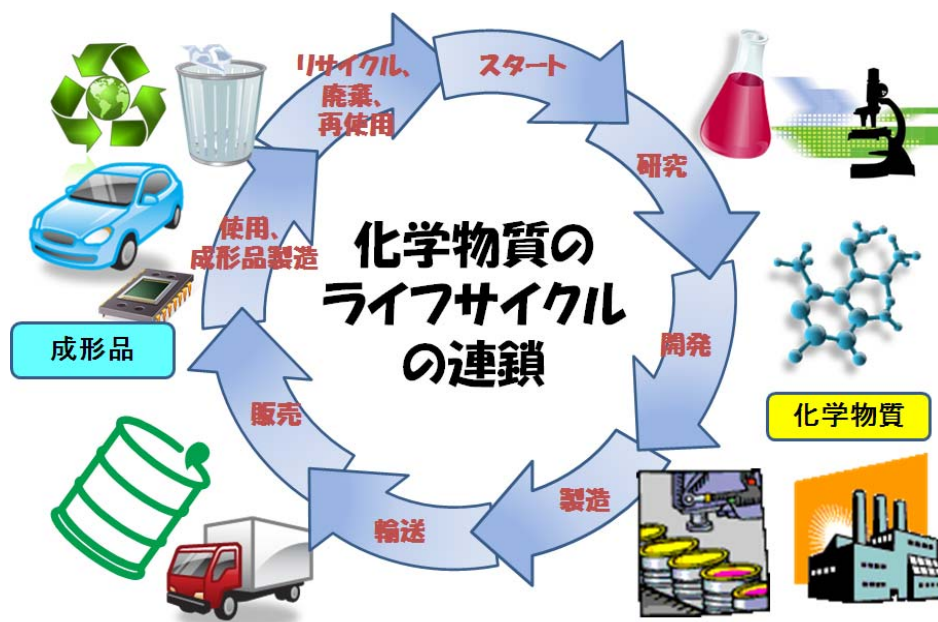 スタート
研究
開発
製造
輸送
販売
使用、
成形品製造
リサイクル、
廃棄、
再使用
化学物質の
ライフサイクル
の連鎖
成形品
化学物質